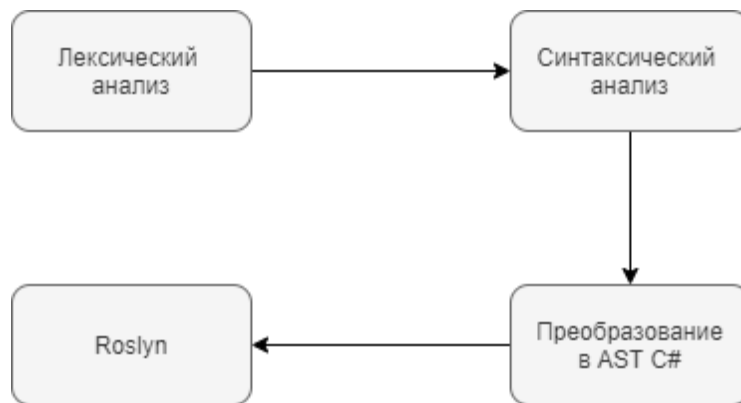 Лексический
анализ
Синтаксический
анализ
Преобразование
в AST C#
Roslyn